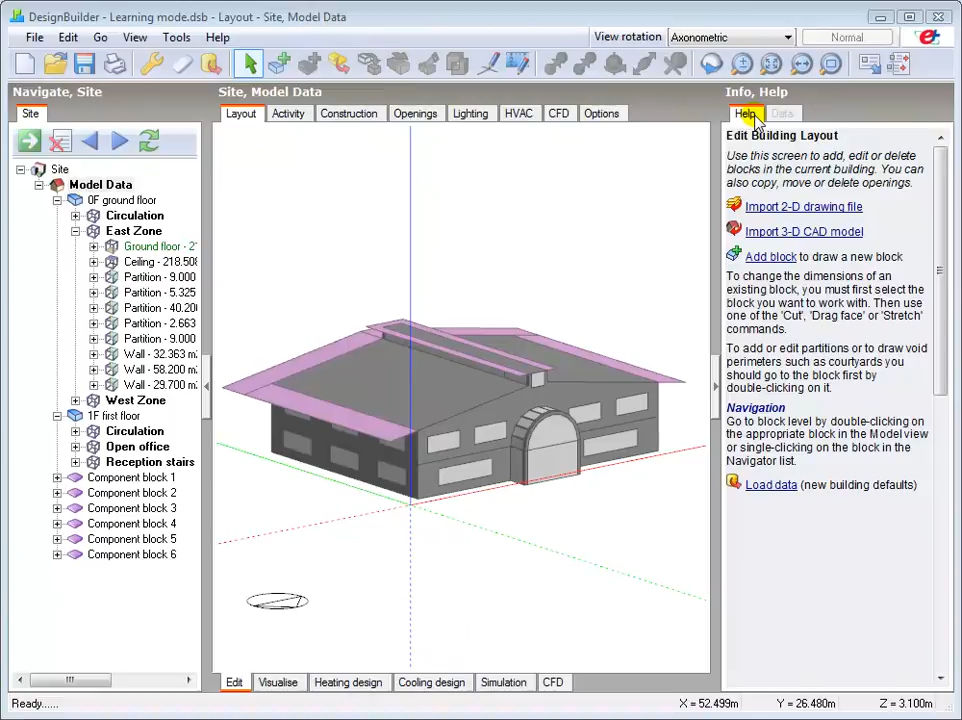 DesignBuilder - Learning mode.dsb - Layout - Site, Model Data
File Edit Go View Tools Help
View rotation Axonometric Normal
Navigate, Site
Site
Site
Model Data
0F ground floor
Circulation
East Zone
Ground floor - 2
Ceiling - 218.508
Partition - 9.000
Partition - 5.325
Partition - 40.20
Partition - 2.663
Partition - 9.000
Wall - 32.363 m
Wall - 58.200 m
Wall - 29.700 m
West Zone
1F first floor
Circulation
Open office
Reception stairs
Component block 1
Component block 2
Component block 3
Component block 4
Component block 5
Component block 6
Site, Model Data
Layout Activity Construction Openings Lighting HVAC CFD Options
Edit Visualise Heating design Cooling design Simulation CFD
Info, Help
Help Data
Edit Building Layout
Use this screen to add, edit or delete
blocks in the current building. You can
also copy, move or delete openings.
Import 2-D drawing file
Import 3-D CAD model
Add block to draw a new block
To change the dimensions of an
existing block, you must first select the
block you want to work with. Then use
one of the 'Cut', 'Drag face' or 'Stretch'
commands.
To add or edit partitions or to draw void
perimeters such as courtyards you
should go to the block first by
double-clicking on it.
Navigation
Go to block level by double-clicking on
the appropriate block in the Model view
or single-clicking on the block in the
Navigator list.
Load data (new building defaults)
Ready...... X = 52.499m Y = 26.480m Z = 3.100m